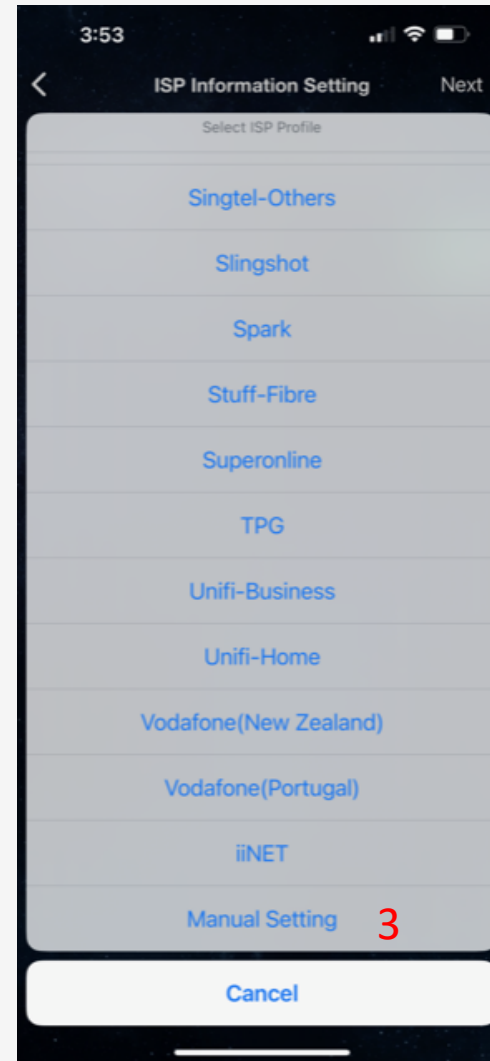 3:53
ISP Information Setting Next
Select ISP Profile
Singtel-Others
Slingshot
Spark
Stuff-Fibre
Superonline
TPG
Unifi-Business
Unifi-Home
Vodafone(New Zealand)
Vodafone(Portugal)
iiNET
Manual Setting 3
Cancel